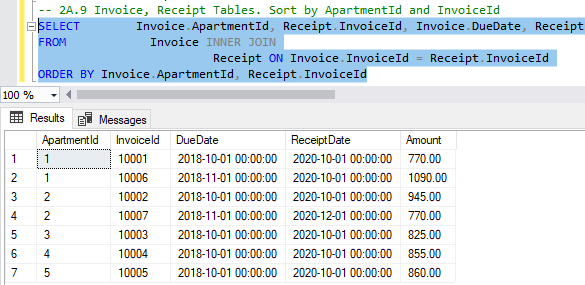 -- 2A.9 Invoice, Receipt Tables. Sort by ApartmentId and InvoiceId
SELECT Invoice.ApartmentId, Receipt.InvoiceId, Invoice.DueDate, Receipt
FROM Invoice INNER JOIN
Receipt ON Invoice.InvoiceId = Receipt.InvoiceId
ORDER BY Invoice.ApartmentId, Receipt.InvoiceId
100 %
Results Messages
ApartmentId InvoiceId DueDate ReceiptDate Amount
1 1 10001 2018-10-01 00:00:00 2020-10-01 00:00:00 770.00
2 1 10006 2018-11-01 00:00:00 2020-10-01 00:00:00 1090.00
3 2 10002 2018-10-01 00:00:00 2020-10-01 00:00:00 945.00
4 2 10007 2018-11-01 00:00:00 2020-12-01 00:00:00 770.00
5 3 10003 2018-10-01 00:00:00 2020-10-01 00:00:00 825.00
6 4 10004 2018-10-01 00:00:00 2020-10-01 00:00:00 855.00
7 5 10005 2018-10-01 00:00:00 2020-10-01 00:00:00 860.00